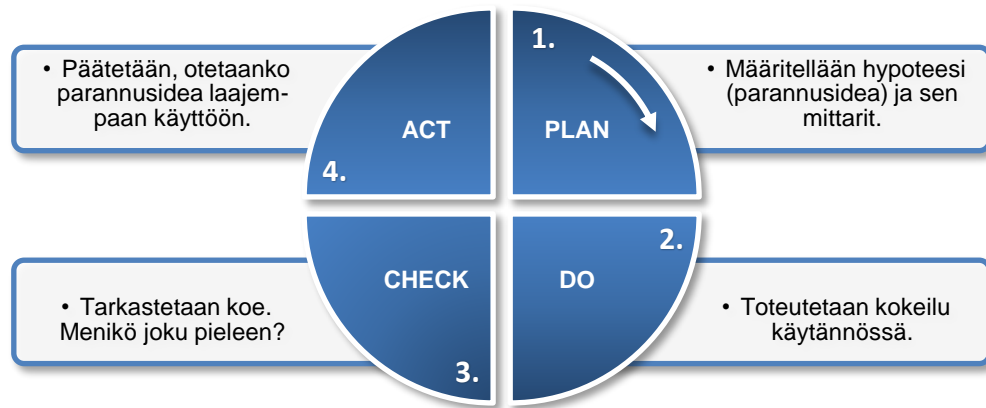 1.
PLAN
• Määritellään hypoteesi
(parannusidea) ja sen
mittarit.
2.
DO
• Toteutetaan kokeilu
käytännössä.
3.
CHECK
• Tarkastetaan koe.
Menikö joku pieleen?
4.
ACT
• Päätetään, otetaanko
parannusidea laajem-
paan käyttöön.